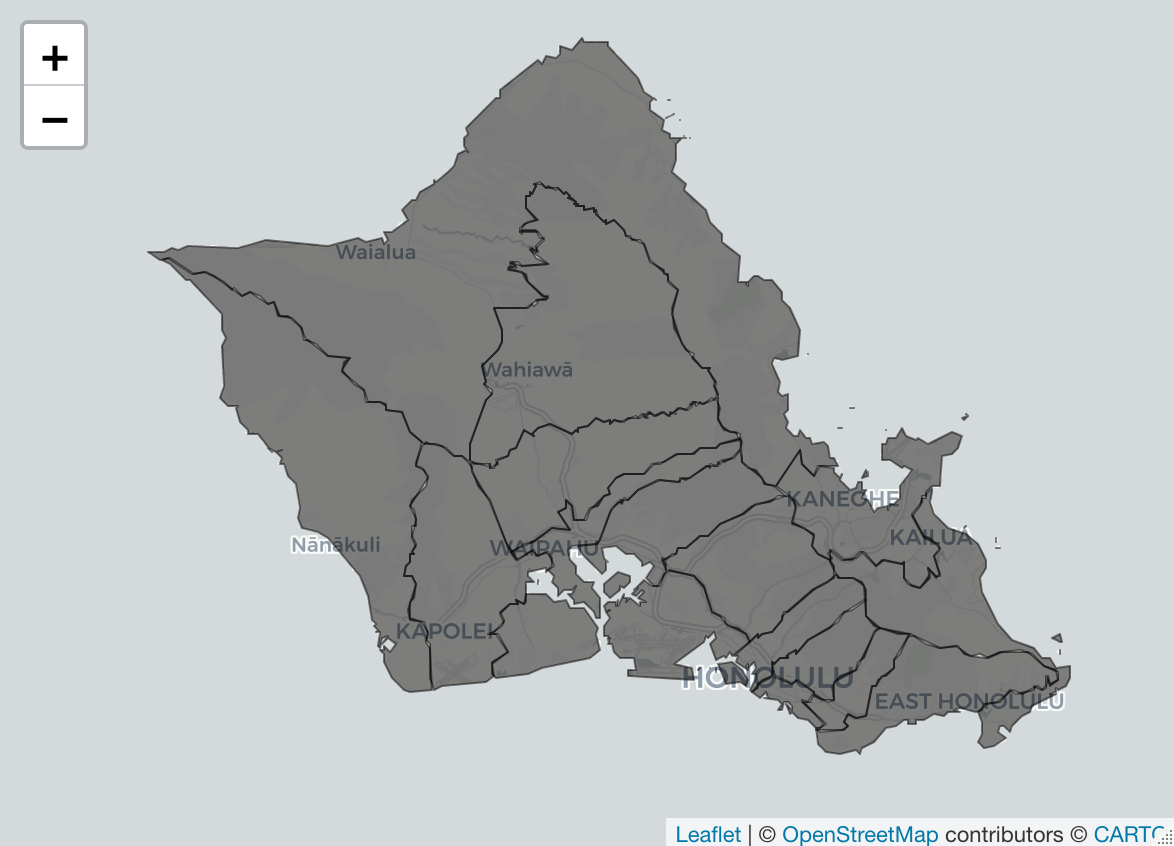 +
−
Waialua
Wahiawā
KANEOHE
KAILUA
Nānākuli
WAIPAHU
KAPOLEI
HONOLULU
EAST HONOLULU
Leaflet | © OpenStreetMap contributors © CARTO